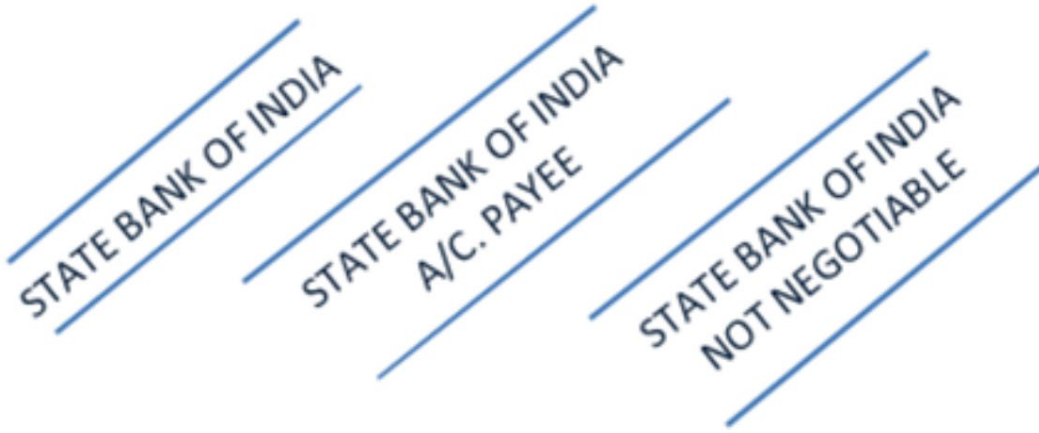 STATE BANK OF INDIA
STATE BANK OF INDIA
A/C. PAYEE
STATE BANK OF INDIA
NOT NEGOTIABLE